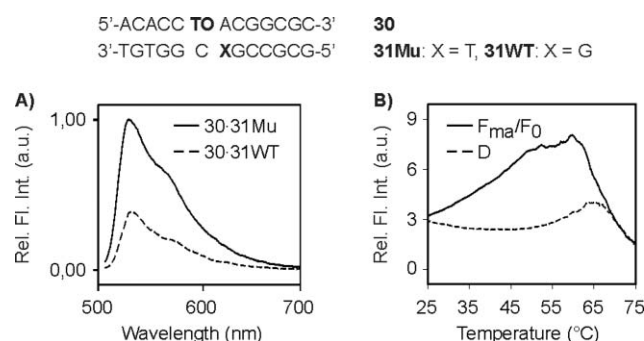 5'-ACACC TO ACGGCGC-3' 30
3'-TGTGG C XGCCGCG-5' 31Mu: X = T, 31WT: X = G
A)
B)
1,00
0,00
Rel. Fl. Int. (a.u.)
30·31Mu
30·31WT
500 600 700
Wavelength (nm)
9
6
3
0
Rel. Fl. Int. (a.u.)
Fma/F0
D
25 35 45 55 65 75
Temperature (°C)